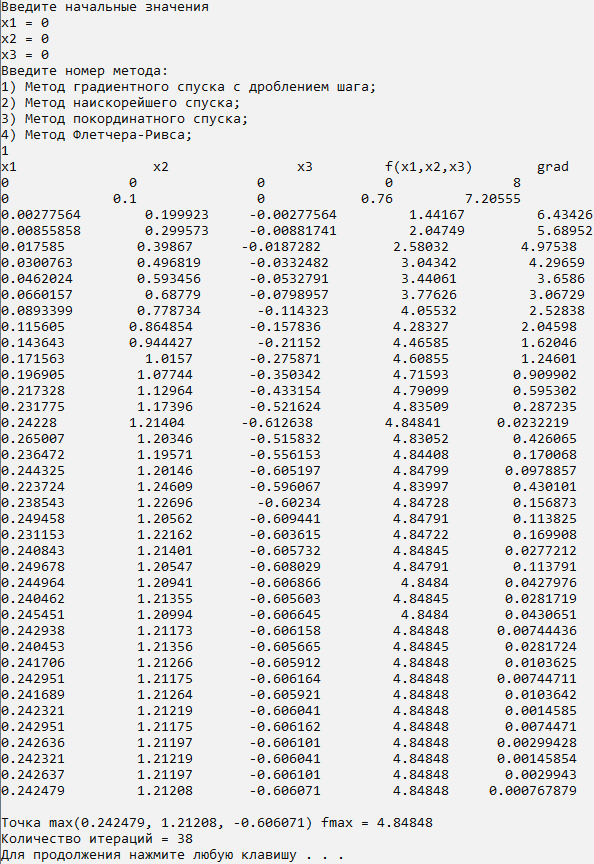 Введите начальные значения
x1 = 0
x2 = 0
x3 = 0
Введите номер метода:
1) Метод градиентного спуска с дроблением шага;
2) Метод наискорейшего спуска;
3) Метод покординатного спуска;
4) Метод Флетчера-Ривса;
1
x1 x2 x3 f(x1,x2,x3) grad
0 0 0 0 8
0 0.1 0 0.76 7.20555
0.00277564 0.199923 -0.00277564 1.44167 6.43426
0.00855858 0.299573 -0.00881741 2.04749 5.68952
0.017585 0.39867 -0.0187282 2.58032 4.97538
0.0300763 0.496819 -0.0332482 3.04342 4.29659
0.0462024 0.593456 -0.0532791 3.44061 3.6586
0.0660157 0.68779 -0.0798957 3.77626 3.06729
0.0893399 0.778734 -0.114323 4.05532 2.52838
0.115605 0.864854 -0.157836 4.28327 2.04598
0.143643 0.944427 -0.21152 4.46585 1.62046
0.171563 1.0157 -0.275871 4.60855 1.24601
0.196905 1.07744 -0.350342 4.71593 0.909902
0.217328 1.12964 -0.433154 4.79099 0.595302
0.231775 1.17396 -0.521624 4.83509 0.287235
0.24228 1.21404 -0.612638 4.84841 0.0232219
0.265007 1.20346 -0.515832 4.83052 0.426065
0.236472 1.19571 -0.556153 4.84408 0.170068
0.244325 1.20146 -0.605197 4.84799 0.0978857
0.223724 1.24609 -0.596067 4.83997 0.430101
0.238543 1.22696 -0.60234 4.84728 0.156873
0.249458 1.20562 -0.609441 4.84791 0.113825
0.231153 1.22162 -0.603615 4.84722 0.169908
0.240843 1.21401 -0.605732 4.84845 0.0277212
0.249678 1.20547 -0.608029 4.84791 0.113791
0.244964 1.20941 -0.606866 4.8484 0.0427976
0.240462 1.21355 -0.605603 4.84845 0.0281719
0.245451 1.20994 -0.606645 4.8484 0.0430651
0.242938 1.21173 -0.606158 4.84848 0.00744436
0.240453 1.21356 -0.605665 4.84845 0.0281724
0.241706 1.21266 -0.605912 4.84848 0.0103625
0.242951 1.21175 -0.606164 4.84848 0.00744711
0.241689 1.21264 -0.605921 4.84848 0.0103642
0.242321 1.21219 -0.606041 4.84848 0.0014585
0.242951 1.21175 -0.606162 4.84848 0.0074471
0.242636 1.21197 -0.606101 4.84848 0.00299428
0.242321 1.21219 -0.606041 4.84848 0.00145854
0.242637 1.21197 -0.606101 4.84848 0.0029943
0.242479 1.21208 -0.606071 4.84848 0.000767879
Точка max(0.242479, 1.21208, -0.606071) fmax = 4.84848
Количество итераций = 38
Для продолжения нажмите любую клавишу . . .